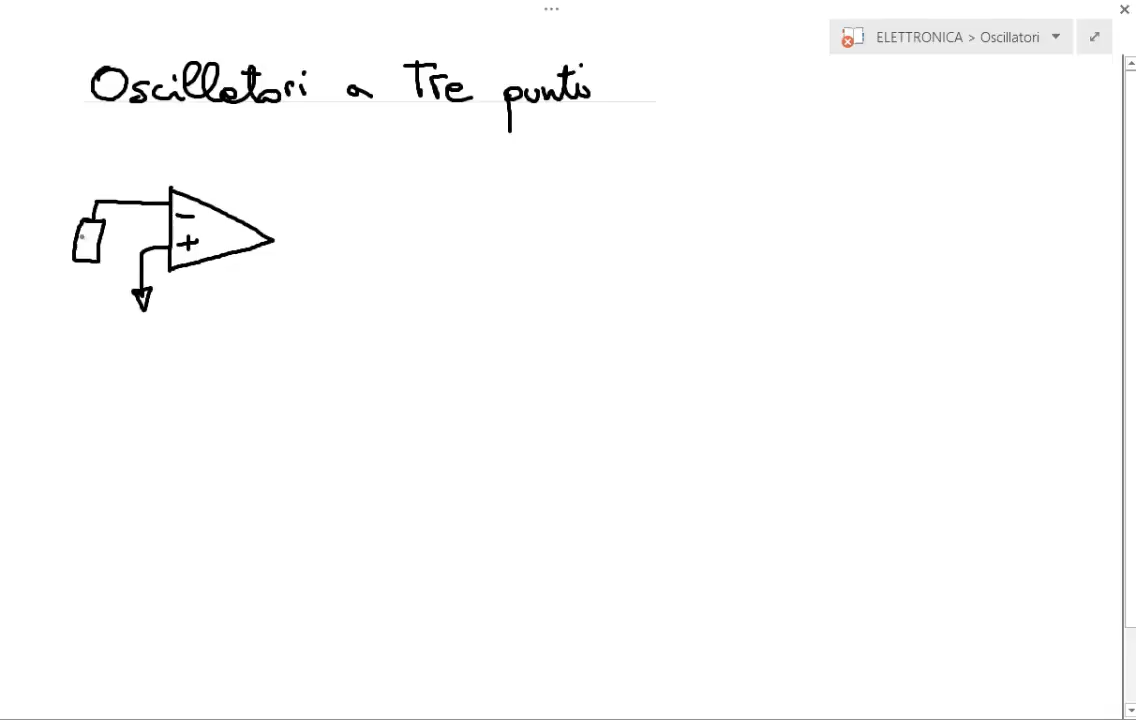 ELETTRONICA > Oscillatori
Oscillatori a Tre punti
-
+